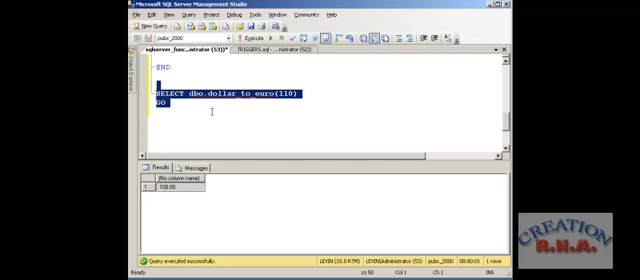 Microsoft SQL Server Management Studio
File Edit View Query Project Debug Tools Window Community Help
New Query
pubs_2000 Execute
TRIGGERS.sql - ...nistrator (52))
END
SELECT dbo.dollar_to_euro(110)
GO
Results Messages
(No column name)
1 100.00
Query executed successfully. LEVIN (10.0 RTM) LEVIN\Administrator (53) pubs_2000 00:00:01 1 rows
Ready Ln 50 Col 1 Ch 1 INS
CREATION
R.N.A.